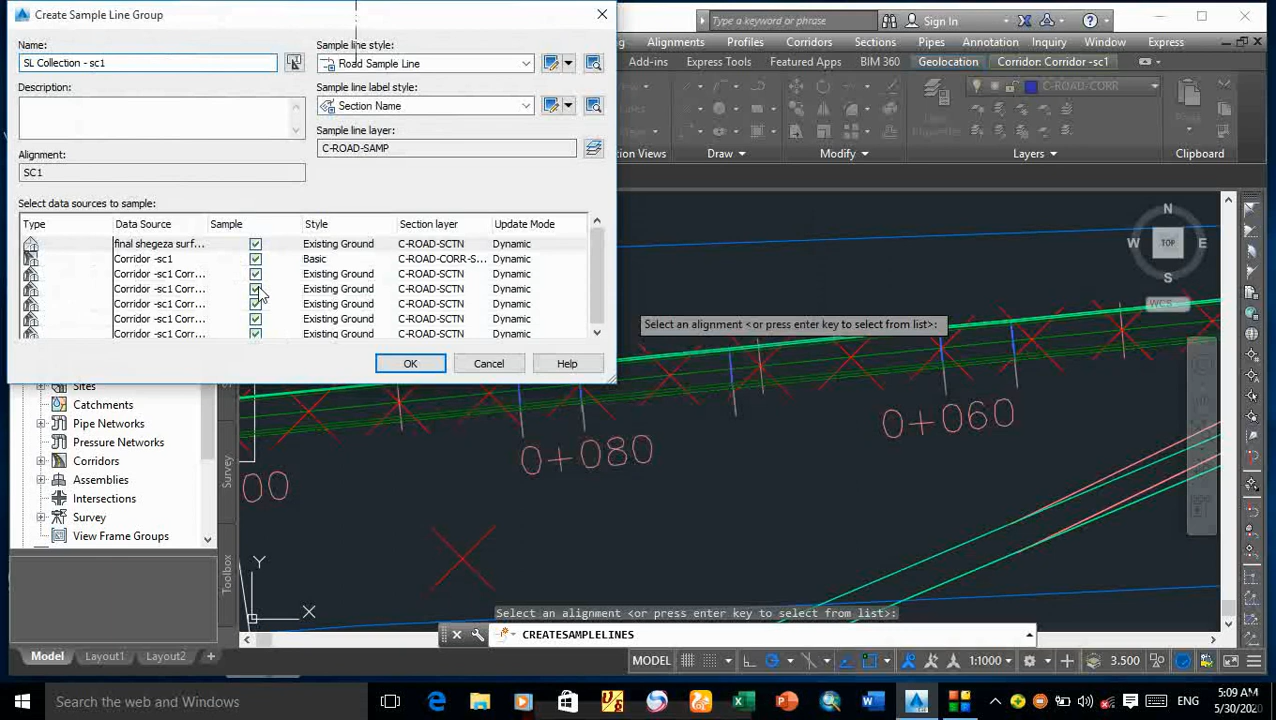 Create Sample Line Group
Type a keyword or phrase
Sign In
Name:
Sample line style:
SL Collection - sc1
Road Sample Line
Alignments
Corridors
Sections
Pipes
Annotation
Inquiry
Window
Express
Add-ins
Express Tools
Featured Apps
BIM 360
Geolocation
Corridor: Corridor -sc1
Description:
Sample line label style:
Section Name
C-ROAD-CORR
Layer
Properties
Paste
Sample line layer:
C-ROAD-SAMP
Section Views
Draw
Modify
Layers
Clipboard
Alignment:
SC1
Select data sources to sample:
Type Data Source Sample Style Section layer Update Mode
final shegeza surf... Existing Ground C-ROAD-SCTN Dynamic
Corridor -sc1 Basic C-ROAD-CORR-S... Dynamic
Corridor -sc1 Corr... Existing Ground C-ROAD-SCTN Dynamic
Corridor -sc1 Corr... Existing Ground C-ROAD-SCTN Dynamic
Corridor -sc1 Corr... Existing Ground C-ROAD-SCTN Dynamic
Corridor -sc1 Corr... Existing Ground C-ROAD-SCTN Dynamic
Corridor -sc1 Corr... Existing Ground C-ROAD-SCTN Dynamic
OK
Cancel
Help
N
W TOP E
S
WCS
Select an alignment <or press enter key to select from list>:
Sites
Catchments
Pipe Networks
Pressure Networks
Corridors
Assemblies
Intersections
Survey
View Frame Groups
Survey
Toolbox
0+060
0+080
00
Y
X
Select an alignment <or press enter key to select from list>:
CREATESAMPLELINES
Model
Layout1
Layout2
+
MODEL
1:1000
3.500
Search the web and Windows
ENG
5:09 AM
5/30/2020